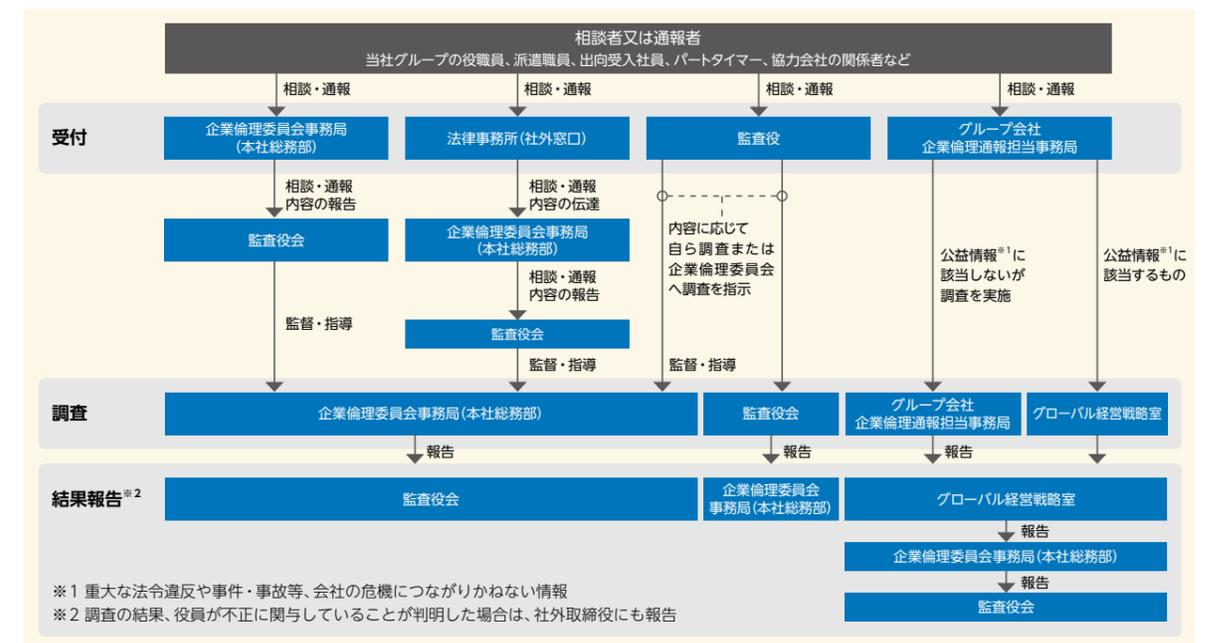 相談者又は通報者
当社グループの役職員、派遣職員、出向受入社員、パートタイマー、協力会社の関係者など
相談・通報
相談・通報
相談・通報
相談・通報
受付
企業倫理委員会事務局
(本社総務部)
法律事務所(社外窓口)
監査役
グループ会社
企業倫理通報担当事務局
相談・通報
内容の報告
相談・通報
内容の伝達
監査役会
企業倫理委員会事務局
(本社総務部)
内容に応じて
自ら調査または
企業倫理委員会
へ調査を指示
公益情報※1に
該当しないが
調査を実施
公益情報※1に
該当するもの
相談・通報
内容の報告
監督・指導
監査役会
監督・指導
監督・指導
調査
企業倫理委員会事務局(本社総務部)
監査役会
グループ会社
企業倫理通報担当事務局
グローバル経営戦略室
報告
報告
報告
結果報告※2
監査役会
企業倫理委員会
事務局(本社総務部)
グローバル経営戦略室
報告
企業倫理委員会事務局(本社総務部)
報告
監査役会
※1 重大な法令違反や事件・事故等、会社の危機につながりかねない情報
※2 調査の結果、役員が不正に関与していることが判明した場合は、社外取締役にも報告